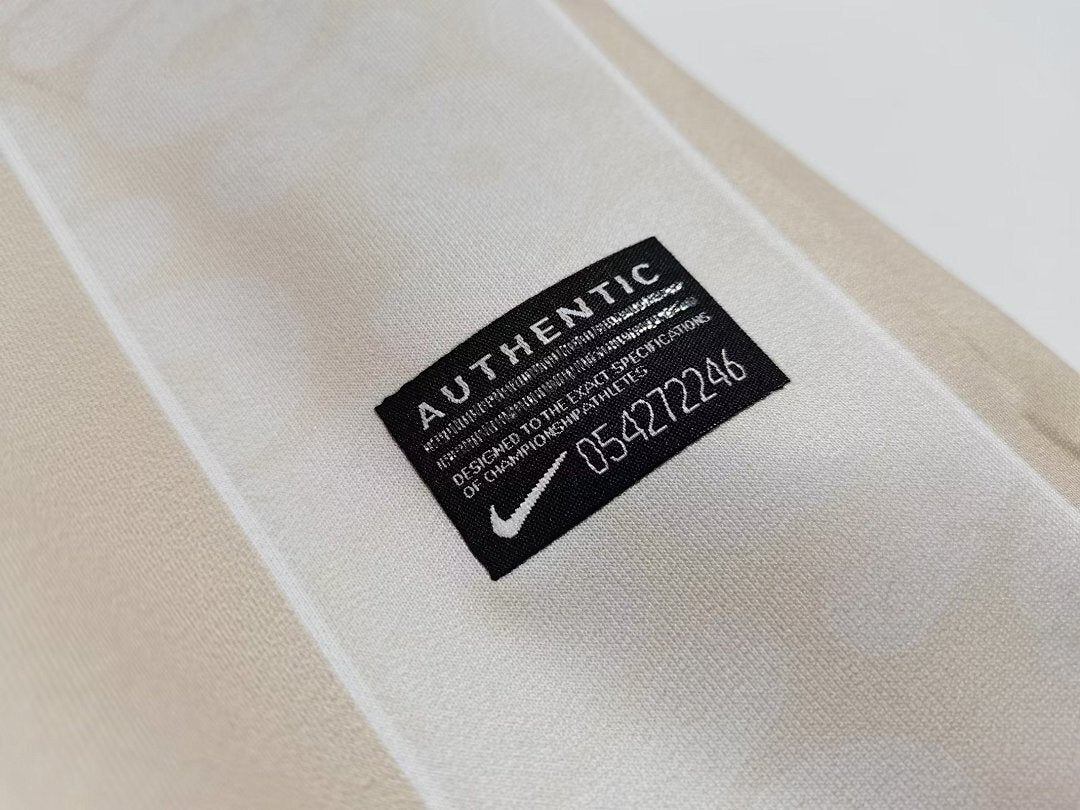 AUTHENTIC
DESIGNED TO THE EXACT SPECIFICATIONS
OF CHAMPIONSHIP ATHLETES
054272246